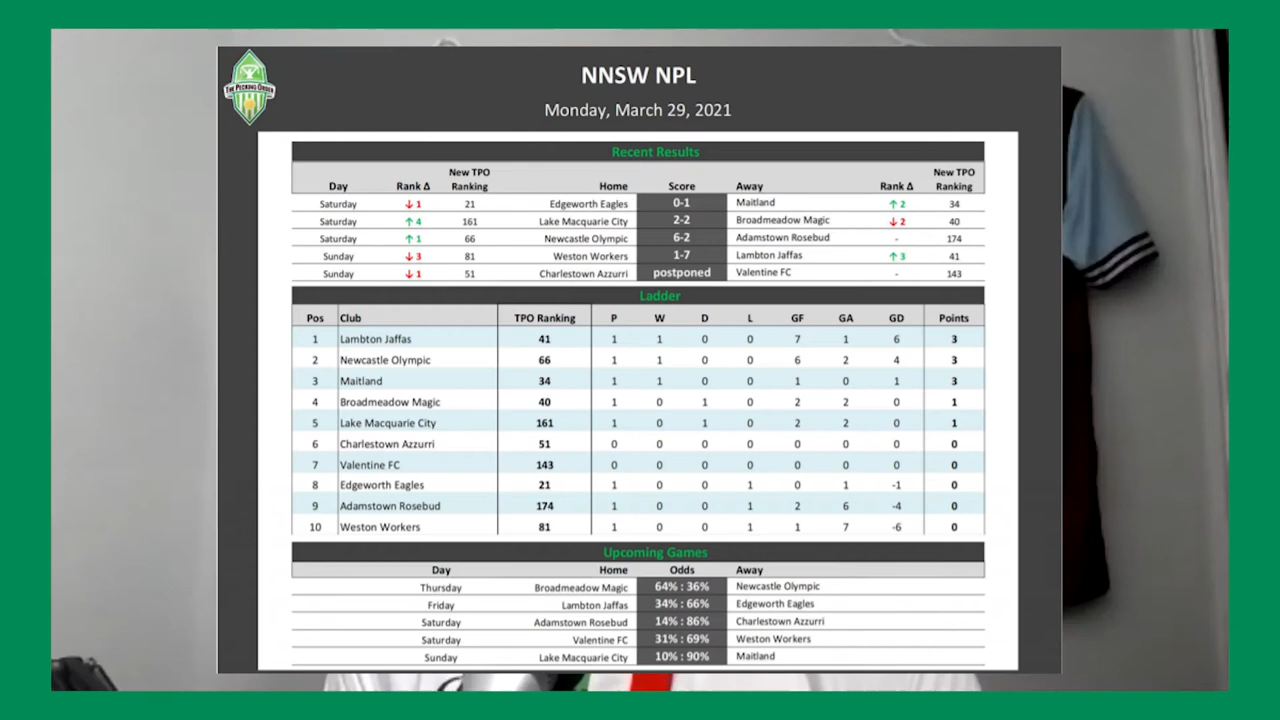 THE PECKING ORDER
NNSW NPL
Monday, March 29, 2021
Recent Results
Day Rank Δ New TPO Ranking Home Score Away Rank Δ New TPO Ranking
Saturday ↓ 1 21 Edgeworth Eagles 0-1 Maitland ↑ 2 34
Saturday ↑ 4 161 Lake Macquarie City 2-2 Broadmeadow Magic ↓ 2 40
Saturday ↑ 1 66 Newcastle Olympic 6-2 Adamstown Rosebud - 174
Sunday ↓ 3 81 Weston Workers 1-7 Lambton Jaffas ↑ 3 41
Sunday ↓ 1 51 Charlestown Azzurri postponed Valentine FC - 143
Ladder
Pos Club TPO Ranking P W D L GF GA GD Points
1 Lambton Jaffas 41 1 1 0 0 7 1 6 3
2 Newcastle Olympic 66 1 1 0 0 6 2 4 3
3 Maitland 34 1 1 0 0 1 0 1 3
4 Broadmeadow Magic 40 1 0 1 0 2 2 0 1
5 Lake Macquarie City 161 1 0 1 0 2 2 0 1
6 Charlestown Azzurri 51 0 0 0 0 0 0 0 0
7 Valentine FC 143 0 0 0 0 0 0 0 0
8 Edgeworth Eagles 21 1 0 0 1 0 1 -1 0
9 Adamstown Rosebud 174 1 0 0 1 2 6 -4 0
10 Weston Workers 81 1 0 0 1 1 7 -6 0
Upcoming Games
Day Home Odds Away
Thursday Broadmeadow Magic 64% : 36% Newcastle Olympic
Friday Lambton Jaffas 34% : 66% Edgeworth Eagles
Saturday Adamstown Rosebud 14% : 86% Charlestown Azzurri
Saturday Valentine FC 31% : 69% Weston Workers
Sunday Lake Macquarie City 10% : 90% Maitland